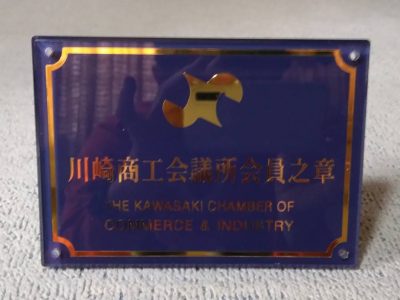 川崎商工会議所会員之章
THE KAWASAKI CHAMBER OF
COMMERCE & INDUSTRY